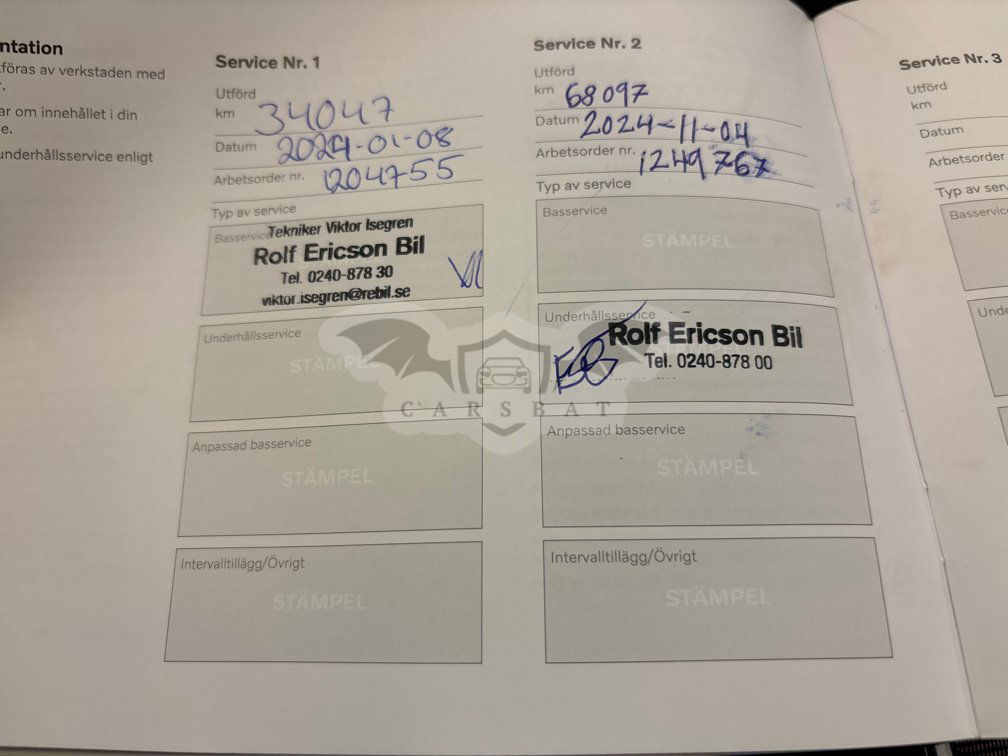 ntation
föras av verkstaden med
r.
ar om innehållet i din
e.
underhållsservice enligt
Service Nr. 1
Utförd
km 34047
Datum 2024-01-08
Arbetsorder nr. 1204755
Typ av service
Basservice
Tekniker Viktor Isegren
Rolf Ericson Bil
Tel. 0240-878 30
viktor.isegren@rebil.se
Underhållsservice
STÄMPEL
Anpassad basservice
STÄMPEL
Intervalltillägg/Övrigt
STÄMPEL
Service Nr. 2
Utförd
km 68097
Datum 2024-11-04
Arbetsorder nr. 1249767
Typ av service
Basservice
STÄMPEL
Underhållsservice
Rolf Ericson Bil
Tel. 0240-878 00
Anpassad basservice
STÄMPEL
Intervalltillägg/Övrigt
STÄMPEL
Service Nr. 3
Utförd
km
Datum
Arbetsorder
Typ av service
Basservice
Unde
CARSBAT